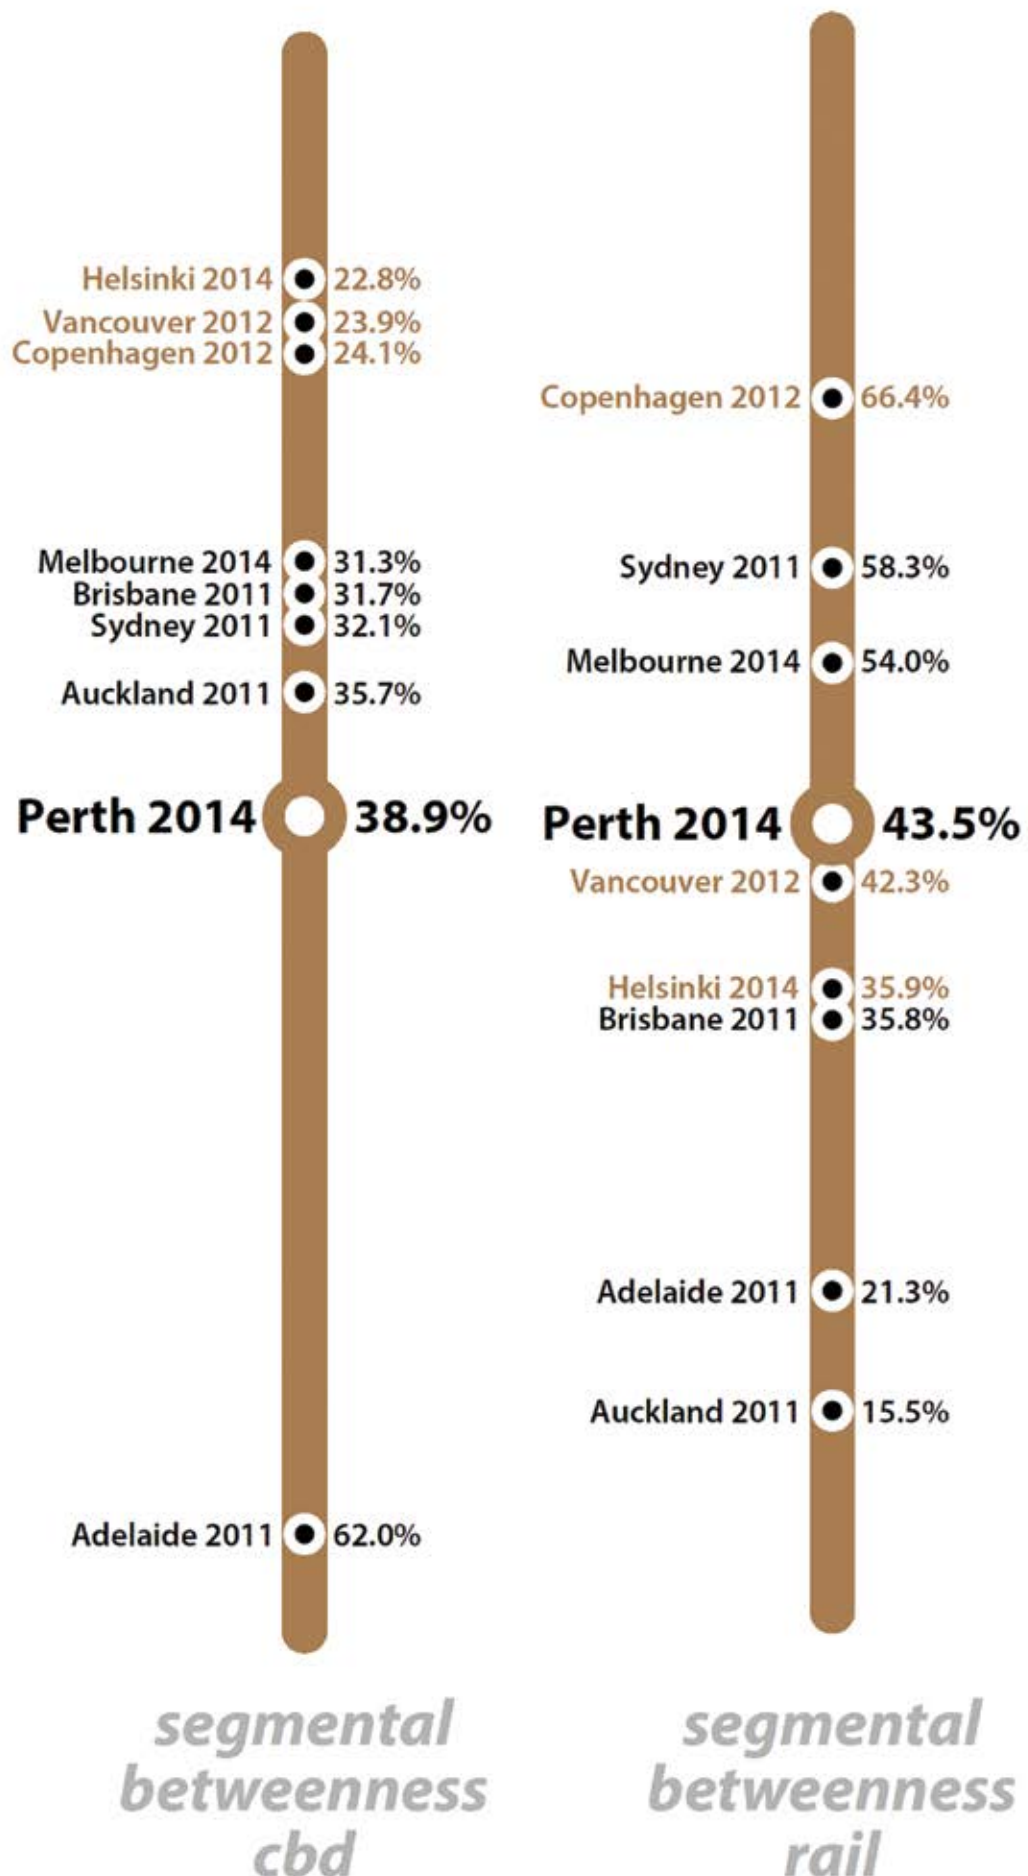 Helsinki 2014 22.8%
Vancouver 2012 23.9%
Copenhagen 2012 24.1%
Melbourne 2014 31.3%
Brisbane 2011 31.7%
Sydney 2011 32.1%
Auckland 2011 35.7%
Perth 2014 38.9%
Adelaide 2011 62.0%
segmental
betweenness
cbd
Copenhagen 2012 66.4%
Sydney 2011 58.3%
Melbourne 2014 54.0%
Perth 2014 43.5%
Vancouver 2012 42.3%
Helsinki 2014 35.9%
Brisbane 2011 35.8%
Adelaide 2011 21.3%
Auckland 2011 15.5%
segmental
betweenness
rail